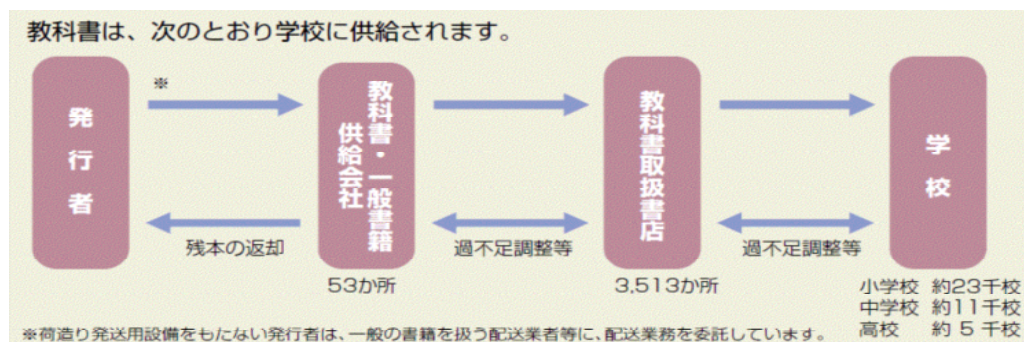 教科書は、次のとおり学校に供給されます。
発行者
※
教科書・一般書籍
供給会社
教科書取扱書店
学校
残本の返却
過不足調整等
過不足調整等
53か所
3,513か所
小学校 約23千校
中学校 約11千校
高校 約 5 千校
※荷造り発送用設備をもたない発行者は、一般の書籍を扱う配送業者等に、配送業務を委託しています。